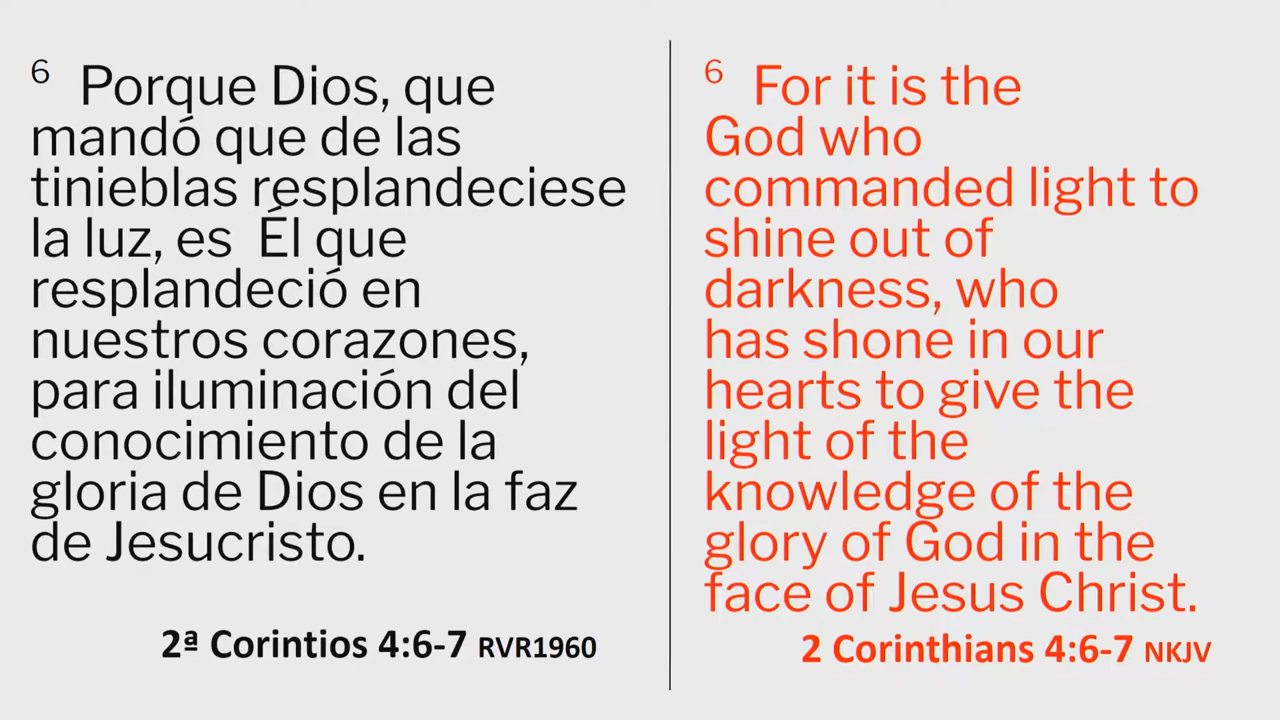 6 Porque Dios, que
mandó que de las
tinieblas resplandeciese
la luz, es Él que
resplandeció en
nuestros corazones,
para iluminación del
conocimiento de la
gloria de Dios en la faz
de Jesucristo.
2ª Corintios 4:6-7 RVR1960
6 For it is the
God who
commanded light to
shine out of
darkness, who
has shone in our
hearts to give the
light of the
knowledge of the
glory of God in the
face of Jesus Christ.
2 Corinthians 4:6-7 NKJV